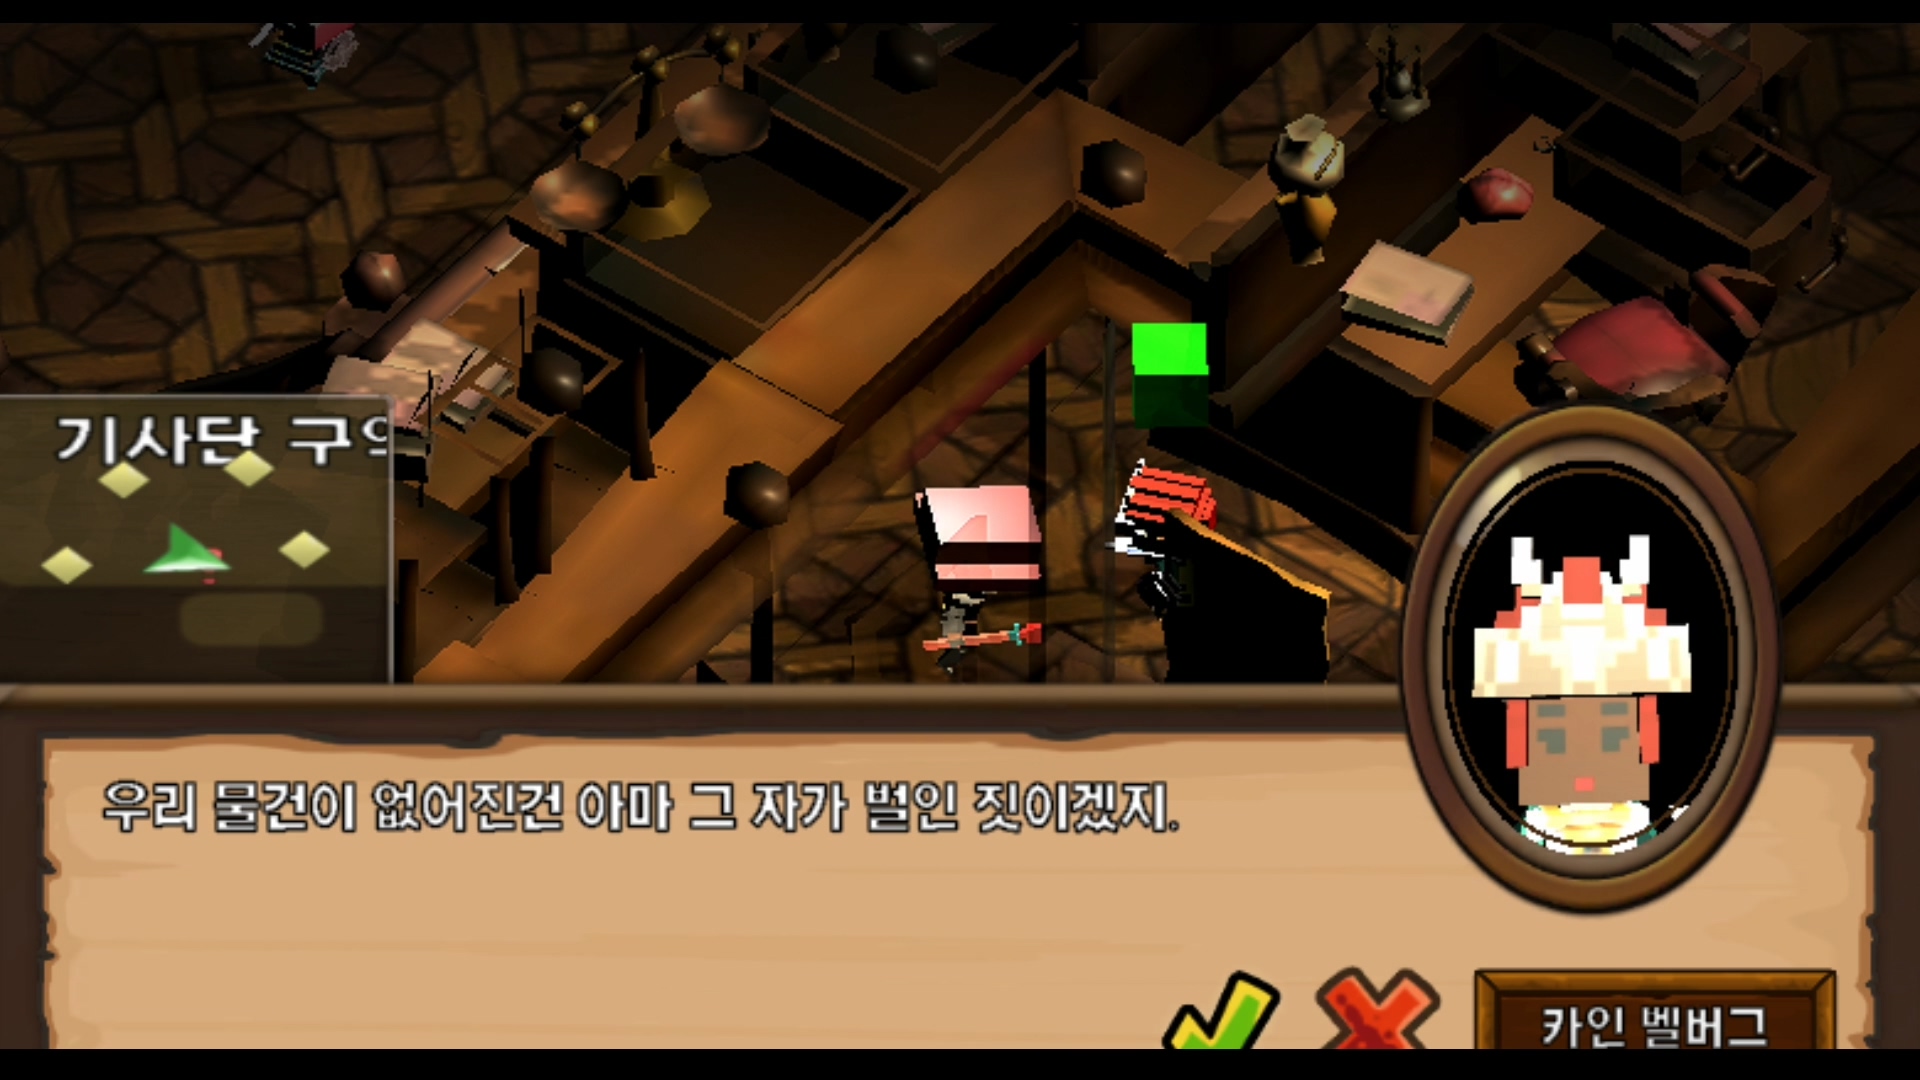 기사단 구
우리 물건이 없어진건 아마 그 자가 벌인 짓이겠지.
카인 벨버그